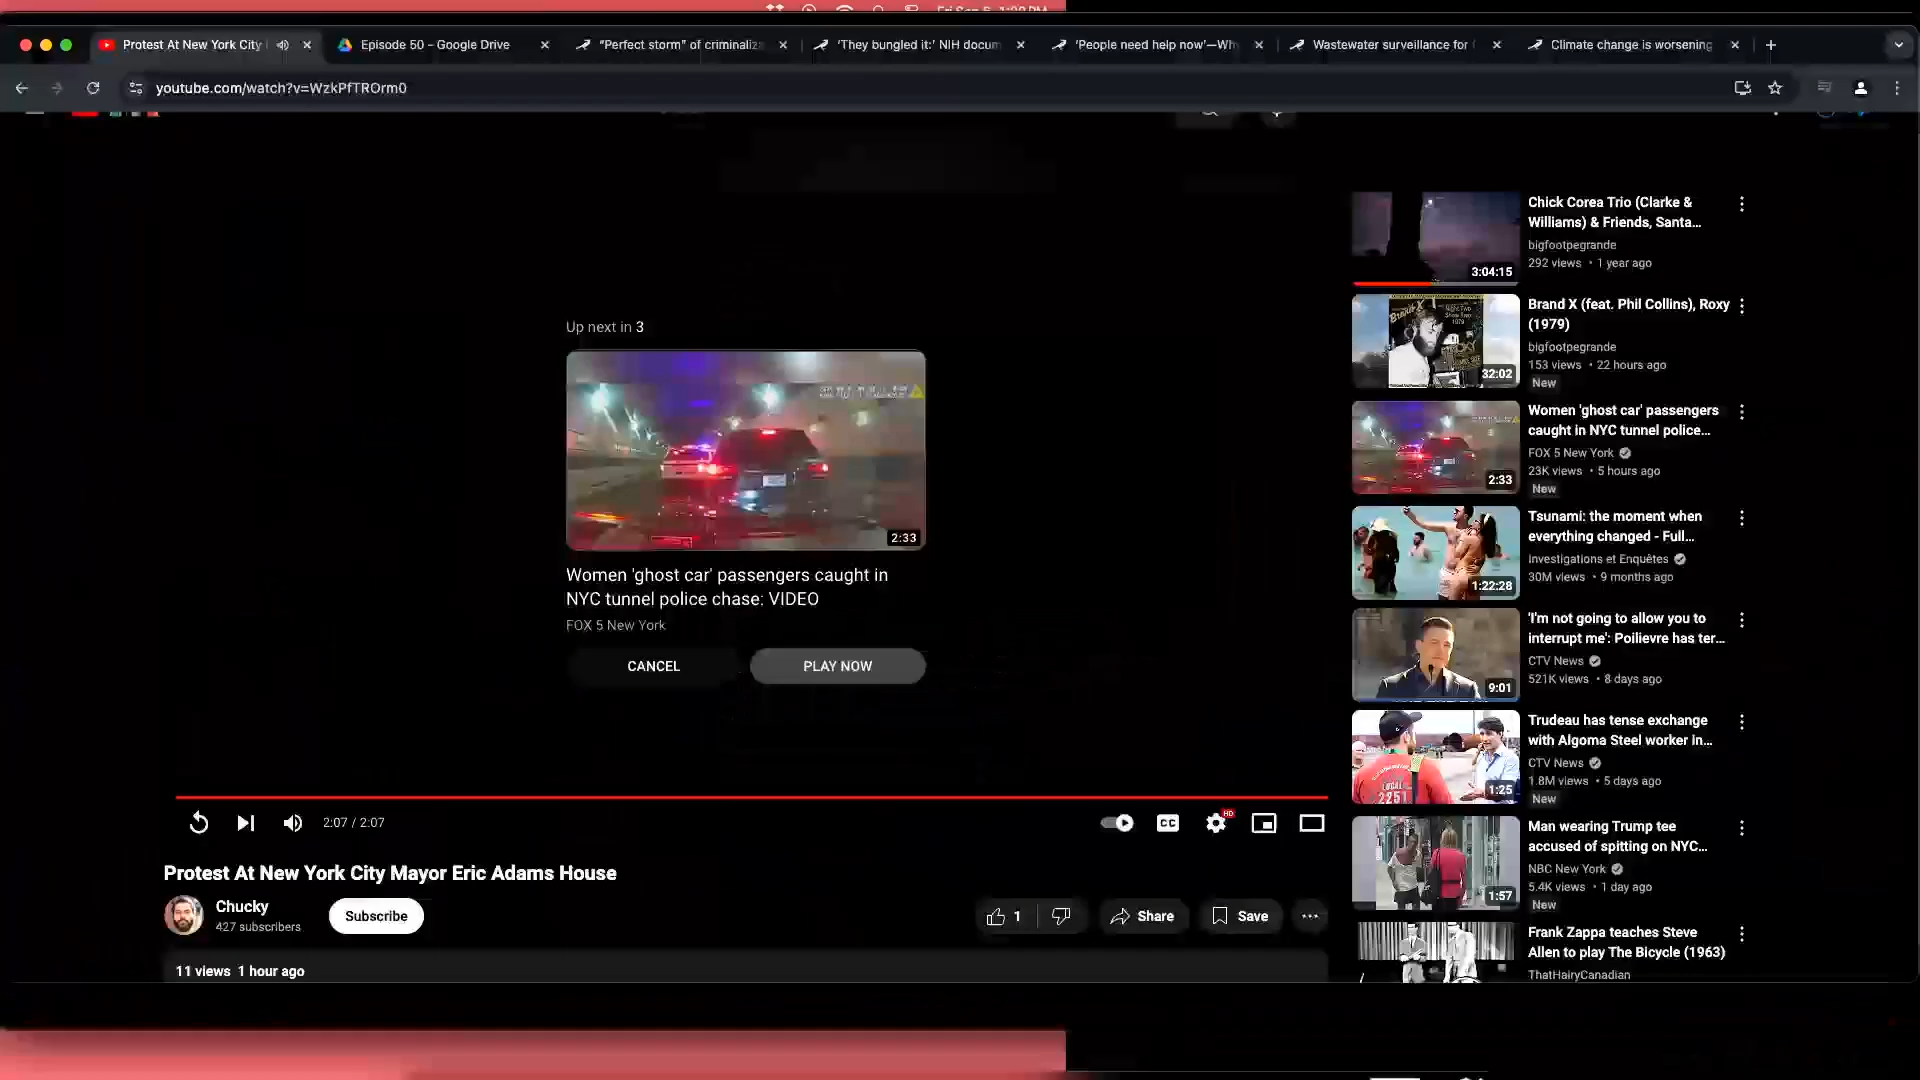 Protest At New York City
Episode 50 - Google Drive
"Perfect storm" of criminaliz
'They bungled it:' NIH docum
'People need help now'—Wh
Wastewater surveillance for
Climate change is worsening
youtube.com/watch?v=WzkPfTROrm0
Up next in 3
2:33
Women 'ghost car' passengers caught in
NYC tunnel police chase: VIDEO
FOX 5 New York
CANCEL
PLAY NOW
2:07 / 2:07
CC
HD
Protest At New York City Mayor Eric Adams House
Chucky
427 subscribers
Subscribe
1
Share
Save
11 views 1 hour ago
3:04:15
Chick Corea Trio (Clarke &
Williams) & Friends, Santa...
bigfootpegrande
292 views • 1 year ago
32:02
Brand X (feat. Phil Collins), Roxy
(1979)
bigfootpegrande
153 views • 22 hours ago
New
2:33
Women 'ghost car' passengers
caught in NYC tunnel police...
FOX 5 New York
23K views • 5 hours ago
New
1:22:28
Tsunami: the moment when
everything changed - Full...
Investigations et Enquêtes
30M views • 9 months ago
9:01
'I'm not going to allow you to
interrupt me': Poilievre has ter...
CTV News
521K views • 8 days ago
LOCAL
2251
1:25
Trudeau has tense exchange
with Algoma Steel worker in...
CTV News
1.8M views • 5 days ago
New
1:57
Man wearing Trump tee
accused of spitting on NYC...
NBC New York
5.4K views • 1 day ago
New
Frank Zappa teaches Steve
Allen to play The Bicycle (1963)
ThatHairyCanadian